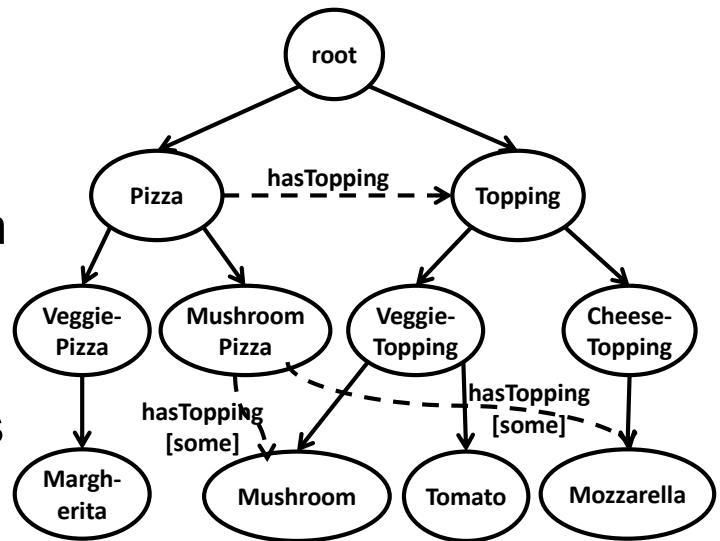 root
hasTopping
Pizza
Topping
n
Veggie-
Pizza
Mushroom
Pizza
Veggie-
Topping
Cheese-
Topping
hasTopping
[some]
hasTopping
[some]
s
Margh-
erita
Mushroom
Tomato
Mozzarella